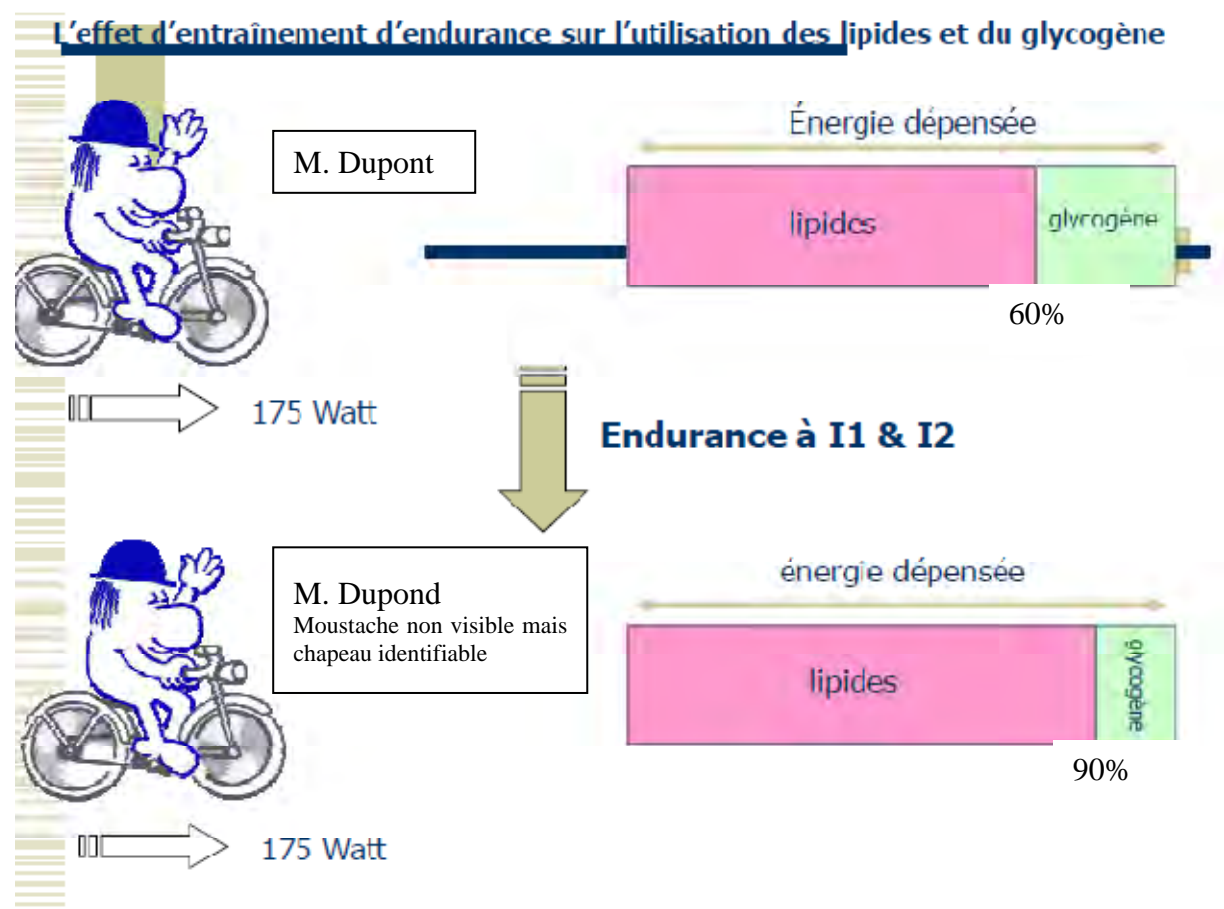 L'effet d'entraînement d'endurance sur l'utilisation des lipides et du glycogène
M. Dupont
Énergie dépensée
lipides
glycogène
60%
175 Watt
Endurance à I1 & I2
M. Dupond
Moustache non visible mais
chapeau identifiable
énergie dépensée
lipides
glycogène
90%
175 Watt